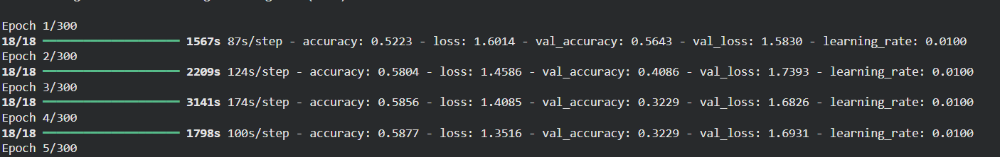 Epoch 1/300
18/18 ━━━━━━━━━━━━━━━━━━━━ 1567s 87s/step - accuracy: 0.5223 - loss: 1.6014 - val_accuracy: 0.5643 - val_loss: 1.5830 - learning_rate: 0.0100
Epoch 2/300
18/18 ━━━━━━━━━━━━━━━━━━━━ 2209s 124s/step - accuracy: 0.5804 - loss: 1.4586 - val_accuracy: 0.4086 - val_loss: 1.7393 - learning_rate: 0.0100
Epoch 3/300
18/18 ━━━━━━━━━━━━━━━━━━━━ 3141s 174s/step - accuracy: 0.5856 - loss: 1.4085 - val_accuracy: 0.3229 - val_loss: 1.6826 - learning_rate: 0.0100
Epoch 4/300
18/18 ━━━━━━━━━━━━━━━━━━━━ 1798s 100s/step - accuracy: 0.5877 - loss: 1.3516 - val_accuracy: 0.3229 - val_loss: 1.6931 - learning_rate: 0.0100
Epoch 5/300